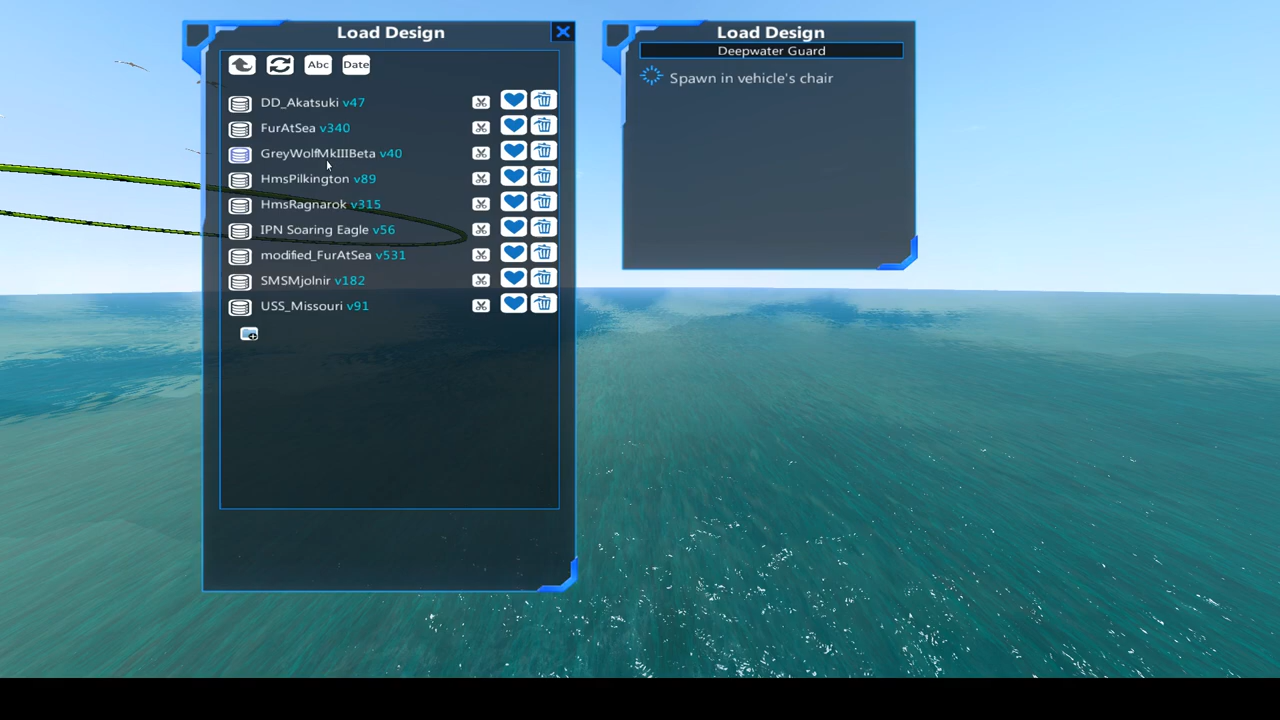 Load Design
Abc Date
DD_Akatsuki v47
FurAtSea v340
GreyWolfMkIIIBeta v40
HmsPilkington v89
HmsRagnarok v315
IPN Soaring Eagle v56
modified_FurAtSea v531
SMSMjolnir v182
USS_Missouri v91
Load Design
Deepwater Guard
Spawn in vehicle's chair